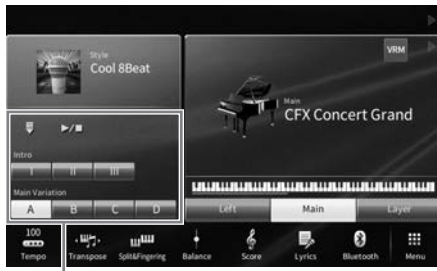 Style
Cool 8Beat
VRM
Main
CFX Concert Grand
Intro
I II III
Main Variation
A B C D
Left Main Layer
100
Tempo Transpose Split&Fingering Balance Score Lyrics Bluetooth Menu